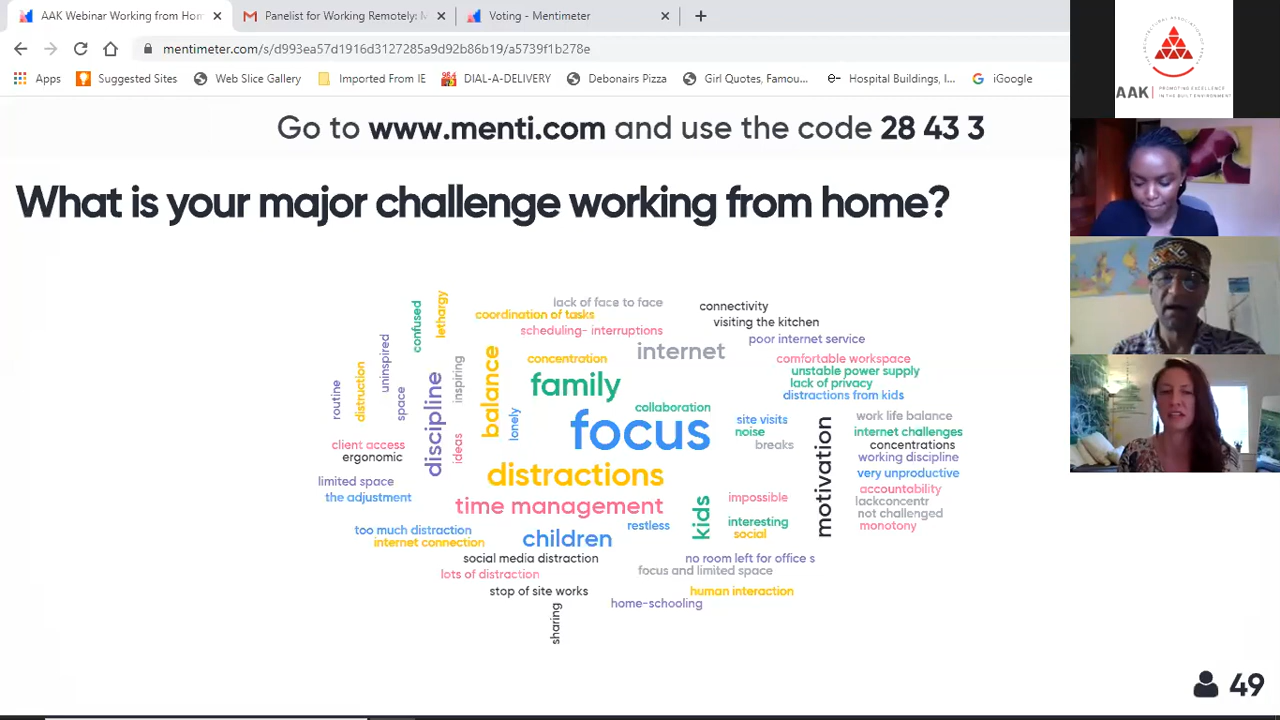 AAK Webinar Working from Hom
Panelist for Working Remotely: M
Voting - Mentimeter
mentimeter.com/s/d993ea57d1916d3127285a9d92b86b19/a5739f1b278e
Apps
Suggested Sites
Web Slice Gallery
Imported From IE
DIAL-A-DELIVERY
Debonairs Pizza
Girl Quotes, Famou...
Hospital Buildings, I...
iGoogle
Go to www.menti.com and use the code 28 43 3
What is your major challenge working from home?
lack of face to face
connectivity
coordination of tasks
visiting the kitchen
scheduling- interruptions
poor internet service
confused
lethargy
internet
concentration
comfortable workspace
unstable power supply
lack of privacy
distractions from kids
uninspired
distruction
routine
space
discipline
inspiring
balance
family
lonely
collaboration
focus
site visits
noise
breaks
motivation
work life balance
internet challenges
concentrations
working discipline
very unproductive
accountability
lackconcentr
not challenged
monotony
client access
ergonomic
ideas
limited space
the adjustment
distractions
time management
kids
impossible
restless
interesting
social
too much distraction
internet connection
children
social media distraction
no room left for office s
lots of distraction
focus and limited space
stop of site works
human interaction
home-schooling
sharing
49
AAK
PROMOTING EXCELLENCE
IN THE BUILT ENVIRONMENT